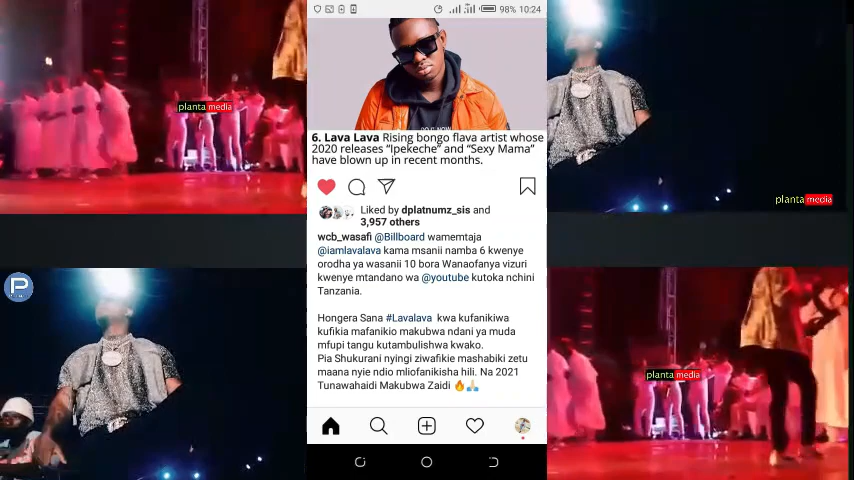 98% 10:24
planta media
6. Lava Lava Rising bongo flava artist whose
2020 releases "Ipekeche" and "Sexy Mama"
have blown up in recent months.
Liked by dplatnumz_sis and
3,957 others
wcb_wasafi @Billboard wamemtaja
@iamlavalava kama msanii namba 6 kwenye
orodha ya wasanii 10 bora Wanaofanya vizuri
kwenye mtandano wa @youtube kutoka nchini
Tanzania.
Hongera Sana #Lavalava kwa kufanikiwa
kufikia mafanikio makubwa ndani ya muda
mfupi tangu kutambulishwa kwako.
Pia Shukurani nyingi ziwafikie mashabiki zetu
maana nyie ndio mliofanikisha hili. Na 2021
Tunawahaidi Makubwa Zaidi 🔥🙏🏻
planta media
P
planta media